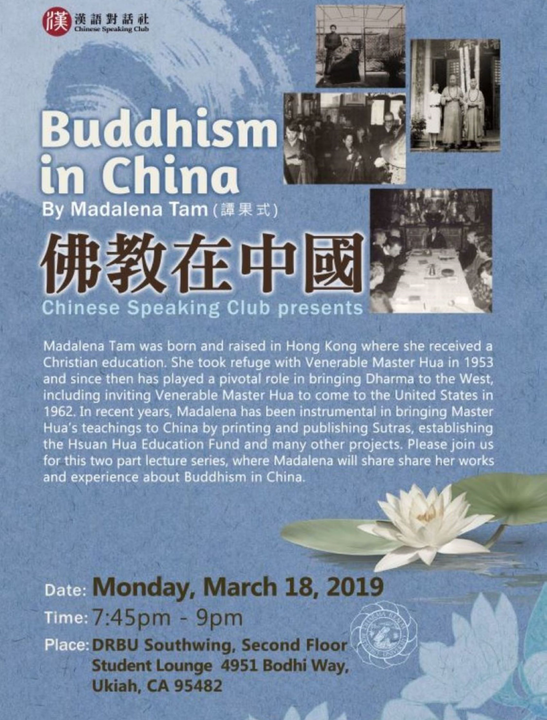 漢 漢語對話社
Chinese Speaking Club
Buddhism
in China
By Madalena Tam (譚果式)
佛教在中國
Chinese Speaking Club presents
Madalena Tam was born and raised in Hong Kong where she received a
Christian education. She took refuge with Venerable Master Hua in 1953
and since then has played a pivotal role in bringing Dharma to the West,
including inviting Venerable Master Hua to come to the United States in
1962. In recent years, Madalena has been instrumental in bringing Master
Hua's teachings to China by printing and publishing Sutras, establishing
the Hsuan Hua Education Fund and many other projects. Please join us
for this two part lecture series, where Madalena will share share her works
and experience about Buddhism in China.
Date: Monday, March 18, 2019
Time: 7:45pm - 9pm
Place: DRBU Southwing, Second Floor
Student Lounge 4951 Bodhi Way,
Ukiah, CA 95482